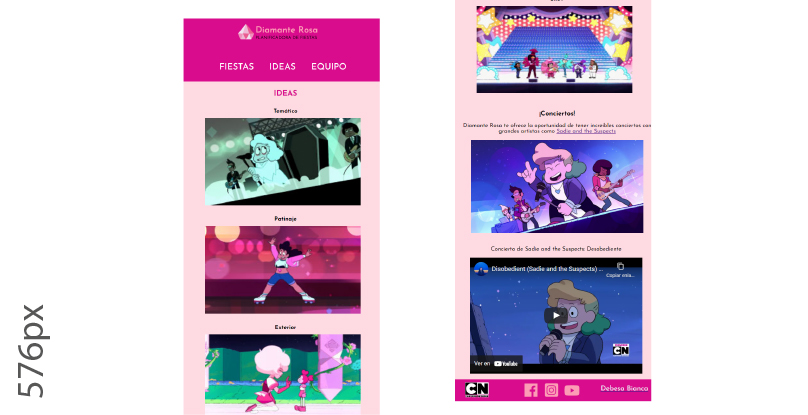 576px
Diamante Rosa
PLANIFICADORA DE FIESTAS
FIESTAS IDEAS EQUIPO
IDEAS
Temático
Patinaje
Exterior
¡Conciertos!
Diamante Rosa te ofrece la oportunidad de tener increíbles conciertos con
grandes artistas como Sadie and the Suspects
Concierto de Sadie and the Suspects: Desobediente
Disobedient (Sadie and the Suspects) ...
Copiar enla...
CN
Ver en YouTube
CN
Debesa Bianca